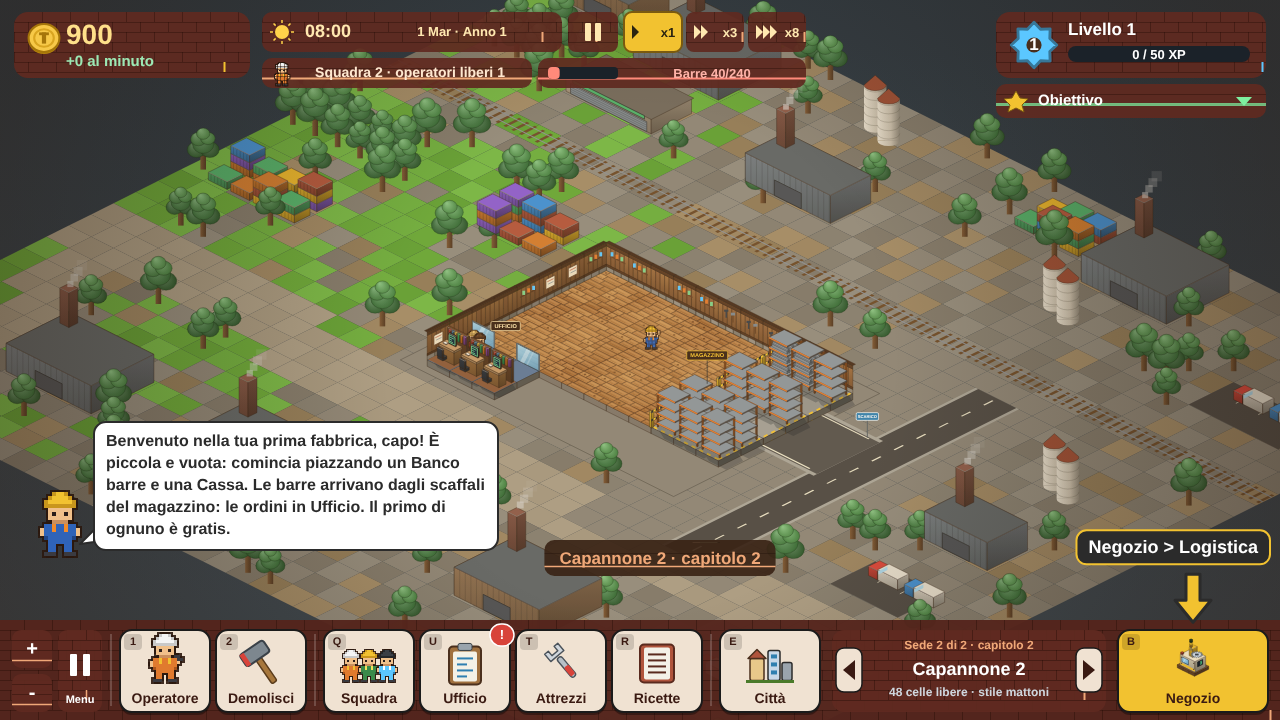 900
+0 al minuto
08:00
1 Mar · Anno 1
x1
x3
x8
Squadra 2 · operatori liberi 1
Barre 40/240
1
Livello 1
0 / 50 XP
Obiettivo
UFFICIO
MAGAZZINO
SCARICO
Benvenuto nella tua prima fabbrica, capo! È
piccola e vuota: comincia piazzando un Banco
barre e una Cassa. Le barre arrivano dagli scaffali
del magazzino: le ordini in Ufficio. Il primo di
ognuno è gratis.
Capannone 2 · capitolo 2
Negozio > Logistica
+
-
Menu
1
Operatore
2
Demolisci
Q
Squadra
U
!
Ufficio
T
Attrezzi
R
Ricette
E
Città
Sede 2 di 2 · capitolo 2
Capannone 2
48 celle libere · stile mattoni
B
Negozio